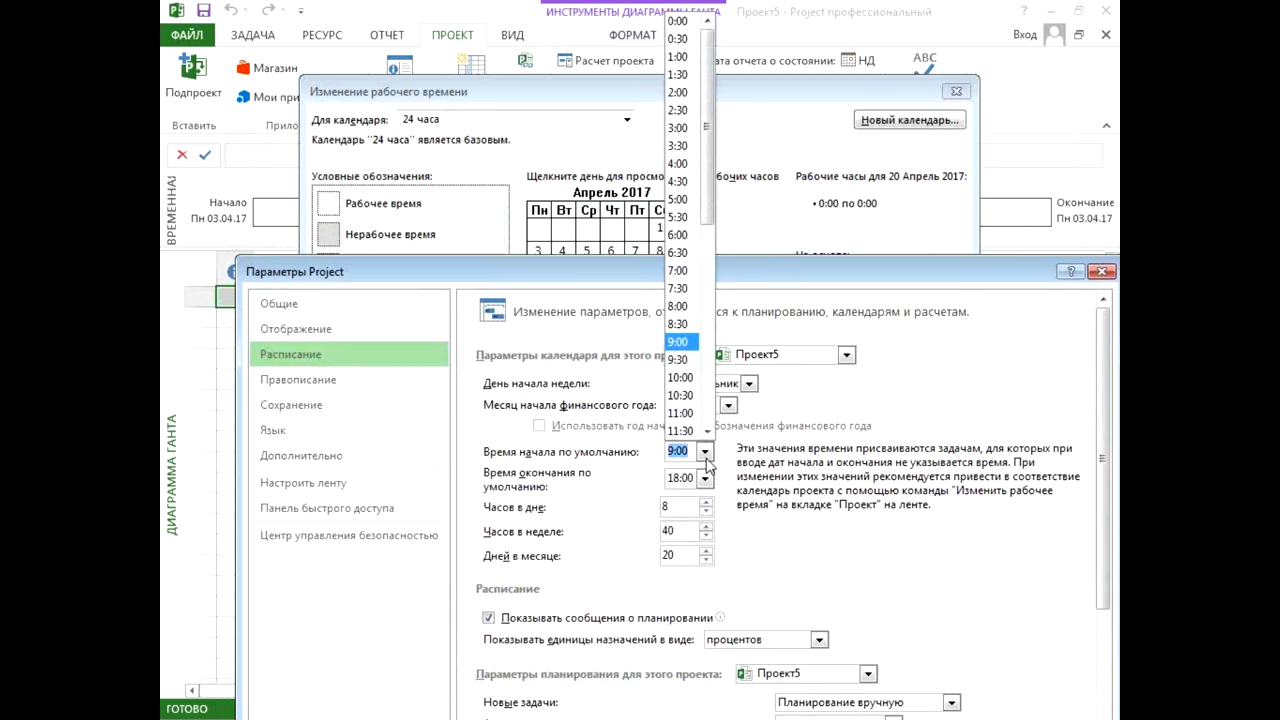 ИНСТРУМЕНТЫ ДИАГРАММЫ ГАНТА
Проект5 - Project профессиональный
ФАЙЛ ЗАДАЧА РЕСУРС ОТЧЕТ ПРОЕКТ ВИД ФОРМАТ Вход
Подпроект
Магазин
Мои при
Расчет проекта
ата отчета о состоянии: НД
ABC
Вставить
Прило
Изменение рабочего времени
Для календаря: 24 часа
Новый календарь...
Календарь "24 часа" является базовым.
Условные обозначения:
Рабочее время
Нерабочее время
Щелкните день для просмо
бочих часов
Апрель 2017
Пн Вт Ср Чт Пт С
1
3 4 5 6 7 8
Рабочие часы для 20 Апрель 2017:
• 0:00 по 0:00
ВРЕМЕННАЯ
Начало
Пн 03.04.17
Окончание
Пн 03.04.17
ДИАГРАММА ГАНТА
ГОТОВО
Параметры Project
Общие
Отображение
Расписание
Правописание
Сохранение
Язык
Дополнительно
Настроить ленту
Панель быстрого доступа
Центр управления безопасностью
Изменение параметров, от
ся к планированию, календарям и расчетам.
Параметры календаря для этого п
Проект5
День начала недели:
ьник
Месяц начала финансового года:
Использовать год нач
бозначения финансового года
Время начала по умолчанию: 9:00
Время окончания по
умолчанию:
18:00
Часов в дне: 8
Часов в неделе: 40
Дней в месяце: 20
Эти значения времени присваиваются задачам, для которых при
вводе дат начала и окончания не указывается время. При
изменении этих значений рекомендуется привести в соответствие
календарь проекта с помощью команды "Изменить рабочее
время" на вкладке "Проект" на ленте.
Расписание
Показывать сообщения о планировании
Показывать единицы назначений в виде: процентов
Параметры планирования для этого проекта: Проект5
Новые задачи: Планирование вручную
0:00
0:30
1:00
1:30
2:00
2:30
3:00
3:30
4:00
4:30
5:00
5:30
6:00
6:30
7:00
7:30
8:00
8:30
9:00
9:30
10:00
10:30
11:00
11:30